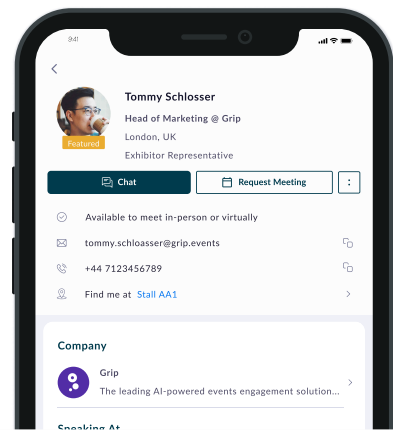 9:41
Tommy Schlosser
Head of Marketing @ Grip
London, UK
Featured
Exhibitor Representative
Chat
Request Meeting
Available to meet in-person or virtually
tommy.schloasser@grip.events
+44 7123456789
Find me at Stall AA1
Company
Grip
The leading AI-powered events engagement solution...
Speaking At